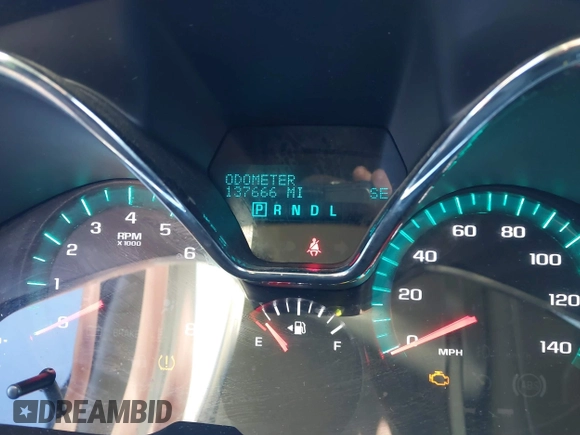 ODOMETER
137666 MI SE
P R N D L
1 2 3 4 5 6 8
RPM
X1000
E F
0 20 40 60 80 100 120 140
MPH
DREAMBID